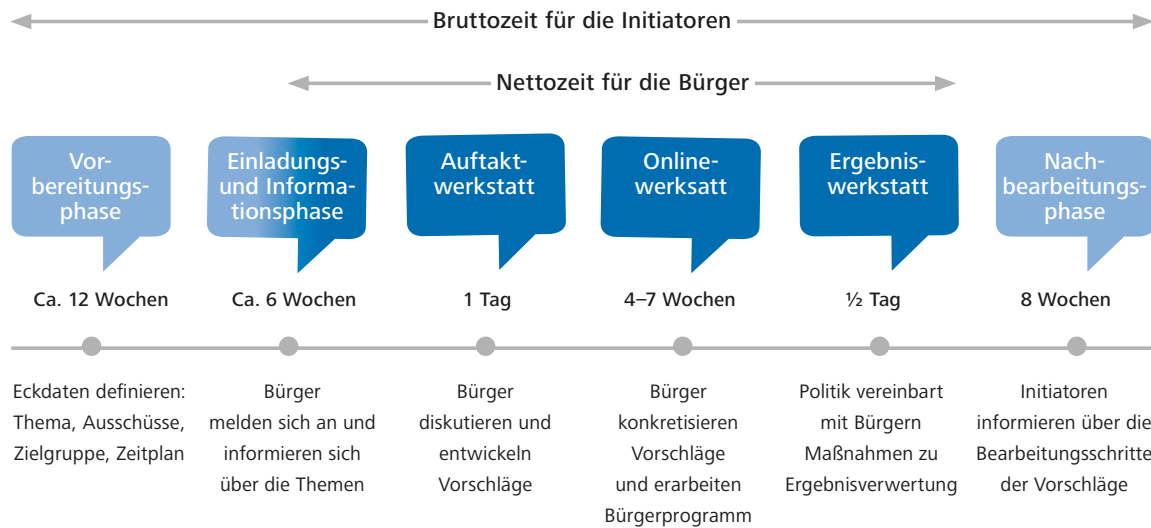 Bruttozeit für die Initiatoren
Nettozeit für die Bürger
Vor-
bereitungs-
phase
Einladungs-
und Informa-
tionsphase
Auftakt-
werkstatt
Online-
werksatt
Ergebnis-
werkstatt
Nach-
bearbeitungs-
phase
Ca. 12 Wochen
Ca. 6 Wochen
1 Tag
4–7 Wochen
½ Tag
8 Wochen
Eckdaten definieren:
Thema, Ausschüsse,
Zielgruppe, Zeitplan
Bürger
melden sich an und
informieren sich
über die Themen
Bürger
diskutieren und
entwickeln
Vorschläge
Bürger
konkretisieren
Vorschläge
und erarbeiten
Bürgerprogramm
Politik vereinbart
mit Bürgern
Maßnahmen zu
Ergebnisverwertung
Initiatoren
informieren über die
Bearbeitungsschritte
der Vorschläge